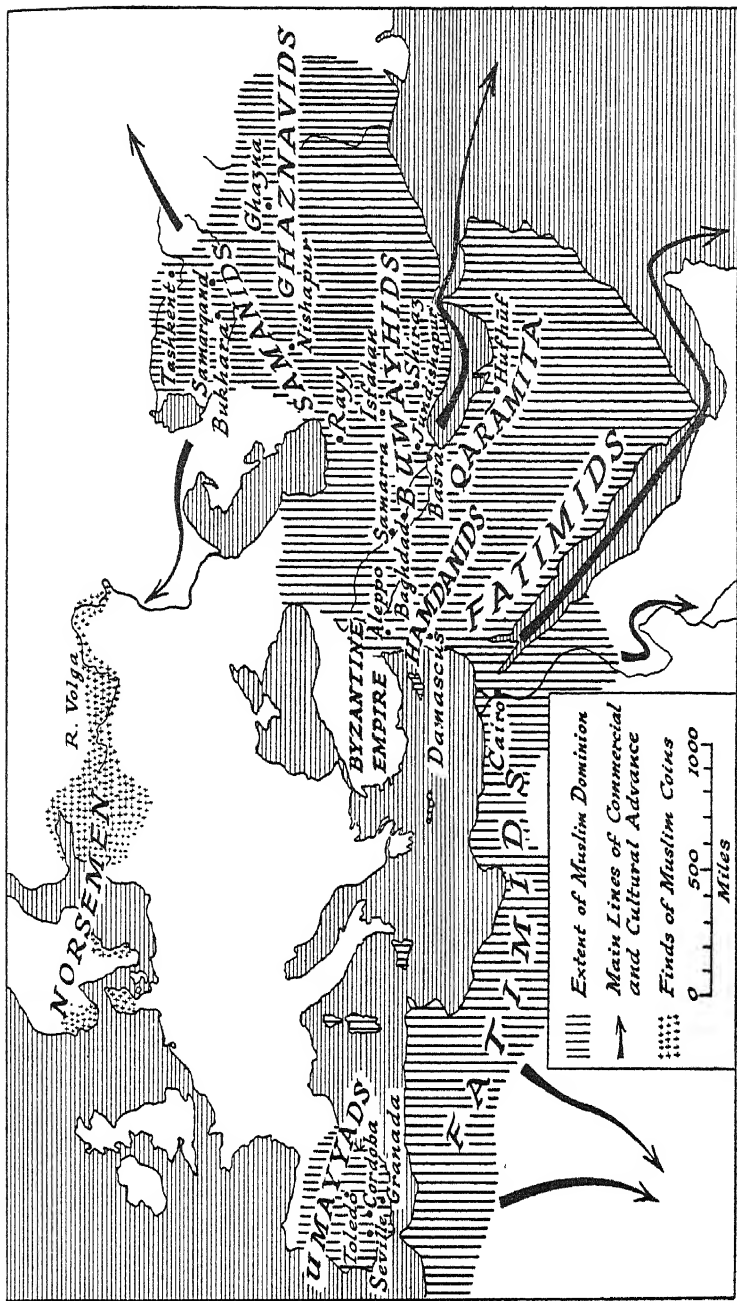 NORSEMEN
R. Volga
UMAYYADS
Toledo
Cordoba
Seville
Granada
FATIMIDS
BYZANTINE
EMPIRE
Cairo
Damascus
Aleppo
HAMDANIDS
FATIMIDS
Samarra
Baghdad
BUWAYHIDS
Basra
QARAMITA
Hufhūf
Rayy
Isfahan
Shiraz
Jundishapur
SAMANIDS
Tashkent
Samarqand
Bukhara
Nishapur
GHAZNAVIDS
Ghazna
Extent of Muslim Dominion
Main Lines of Commercial
and Cultural Advance
Finds of Muslim Coins
0 500 1000
Miles